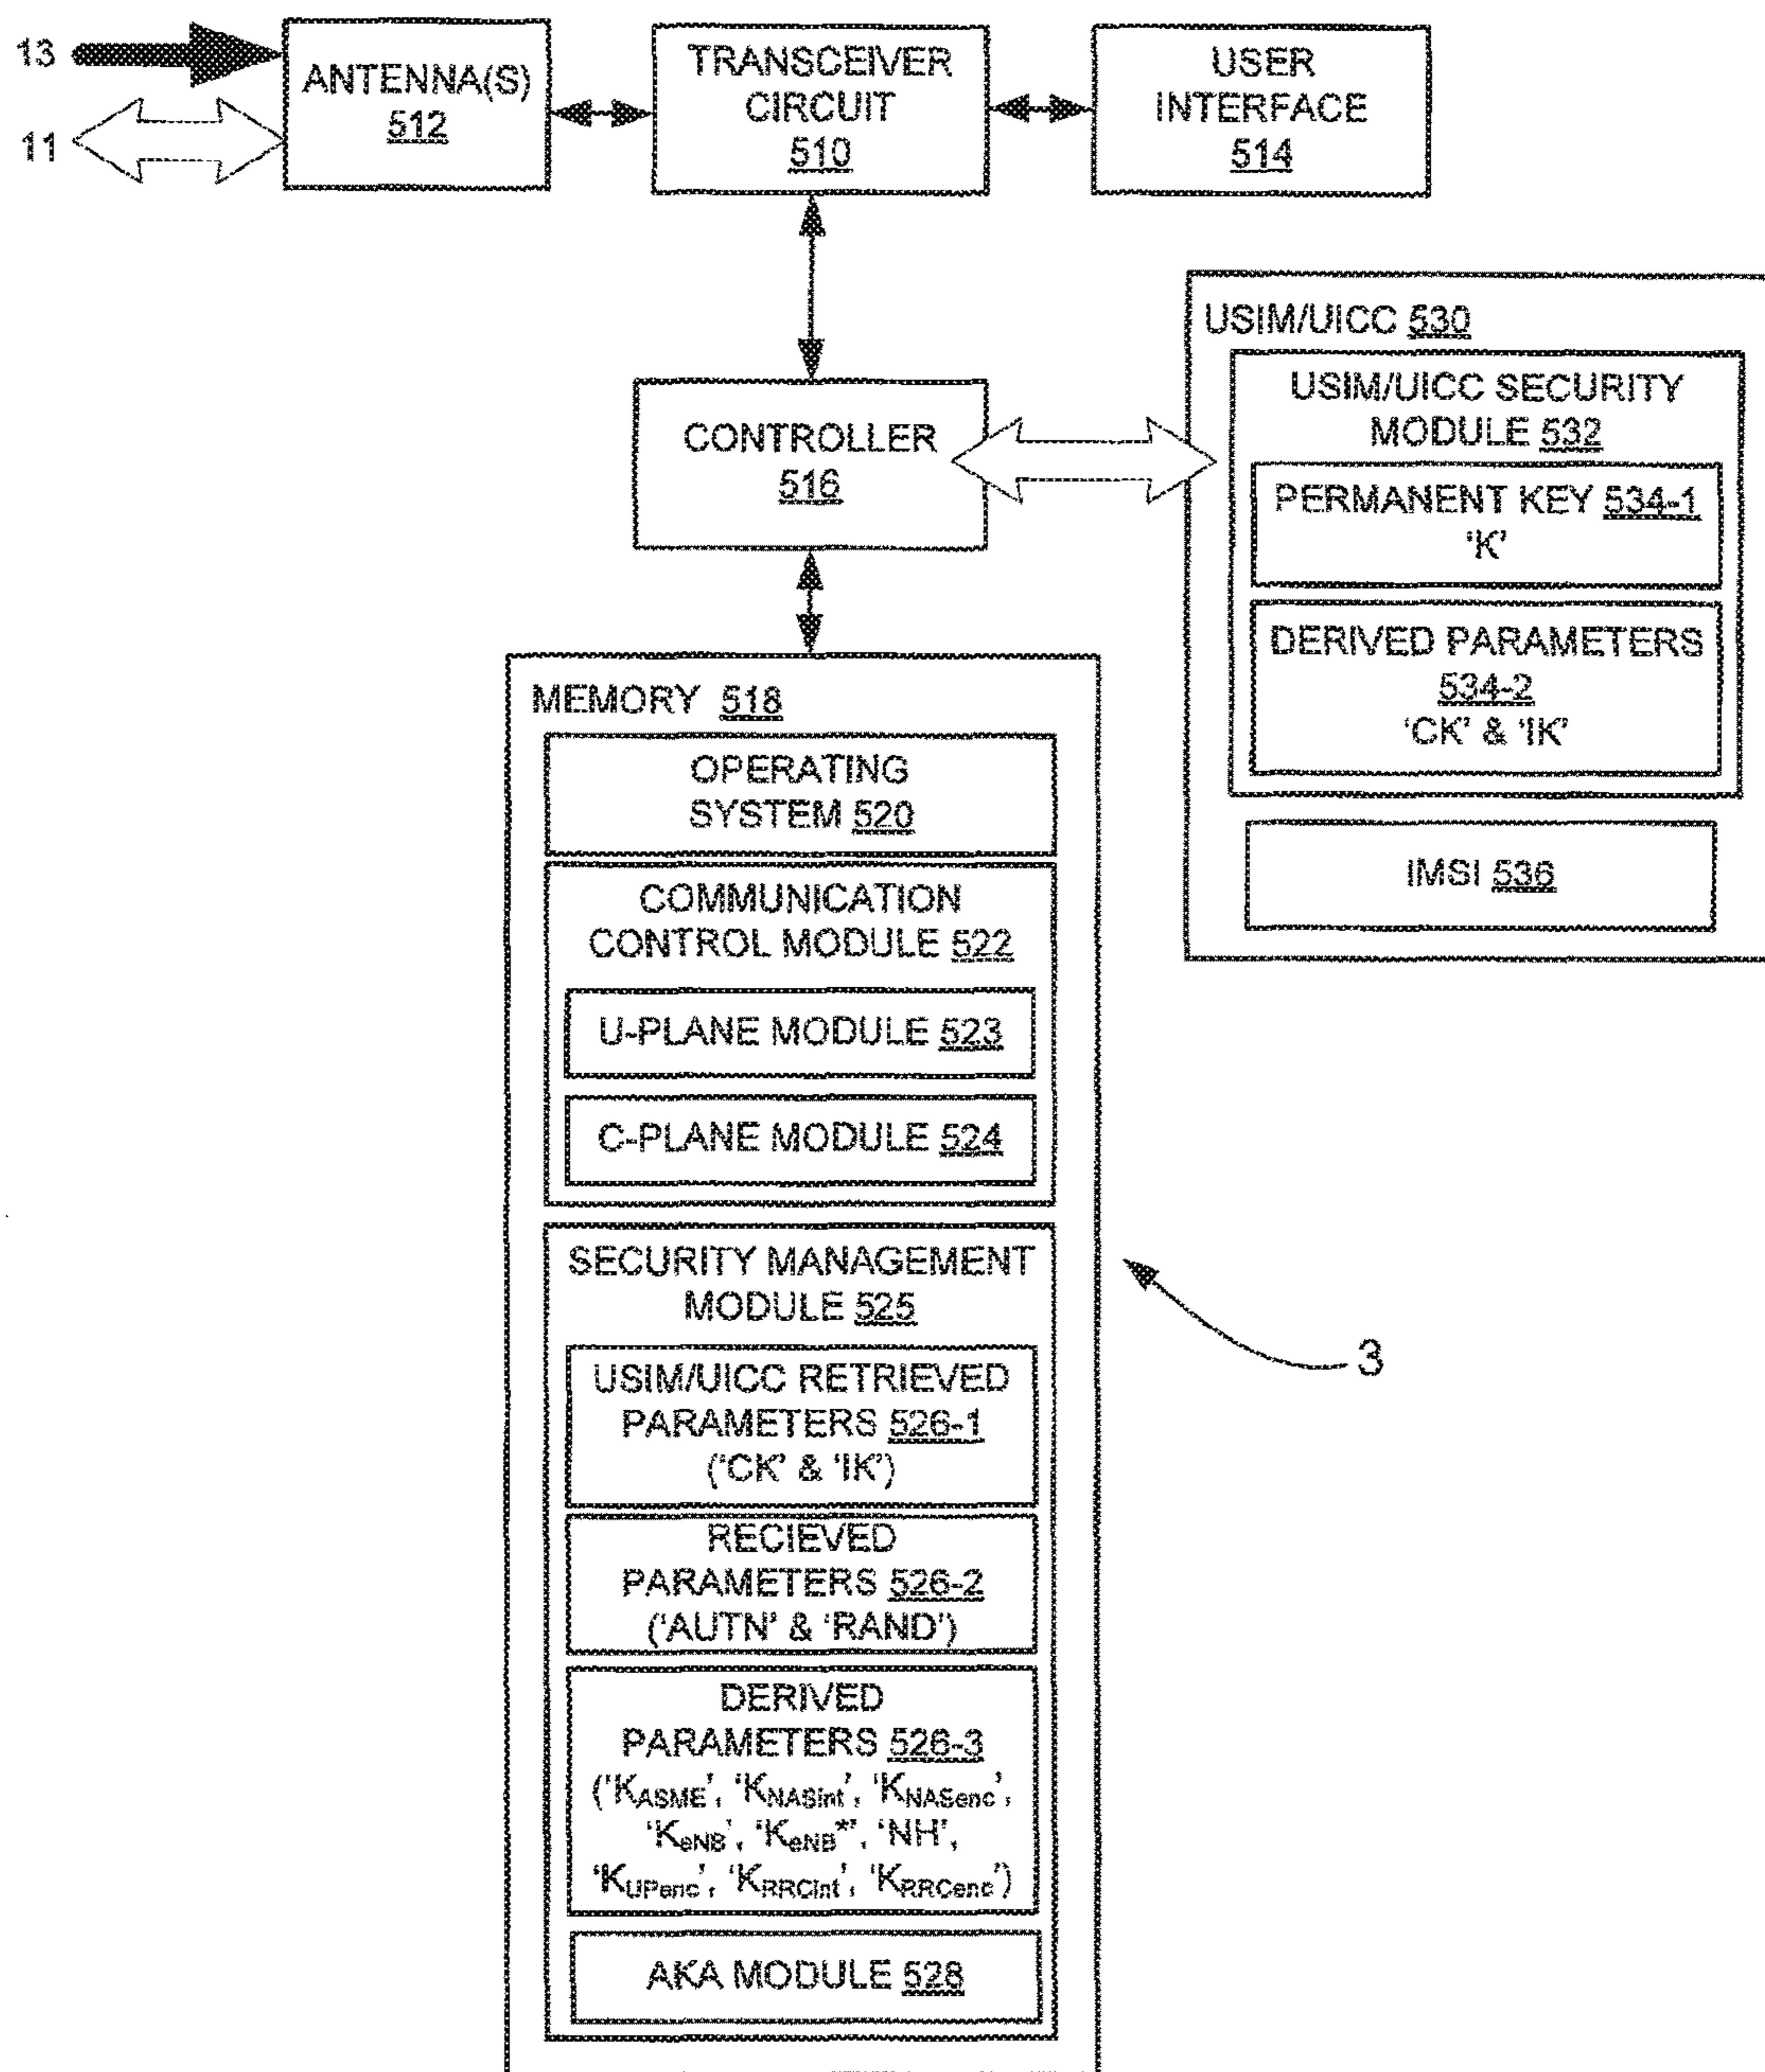 13
11
ANTENNA(S)
512
TRANSCEIVER
CIRCUIT
510
USER
INTERFACE
514
CONTROLLER
516
USIM/UICC 530
USIM/UICC SECURITY
MODULE 532
PERMANENT KEY 534-1
‘K’
DERIVED PARAMETERS
534-2
‘CK’ & ‘IK’
IMSI 536
MEMORY 518
OPERATING
SYSTEM 520
COMMUNICATION
CONTROL MODULE 522
U-PLANE MODULE 523
C-PLANE MODULE 524
SECURITY MANAGEMENT
MODULE 525
USIM/UICC RETRIEVED
PARAMETERS 526-1
(‘CK’ & ‘IK’)
RECIEVED
PARAMETERS 526-2
(‘AUTN’ & ‘RAND’)
DERIVED
PARAMETERS 526-3
(‘KASME’, ‘KNASint’, ‘KNASenc’,
‘KeNB’, ‘KeNB*’, ‘NH’,
‘KUPenc’, ‘KRRCint’, ‘KRRCenc’)
AKA MODULE 528
3